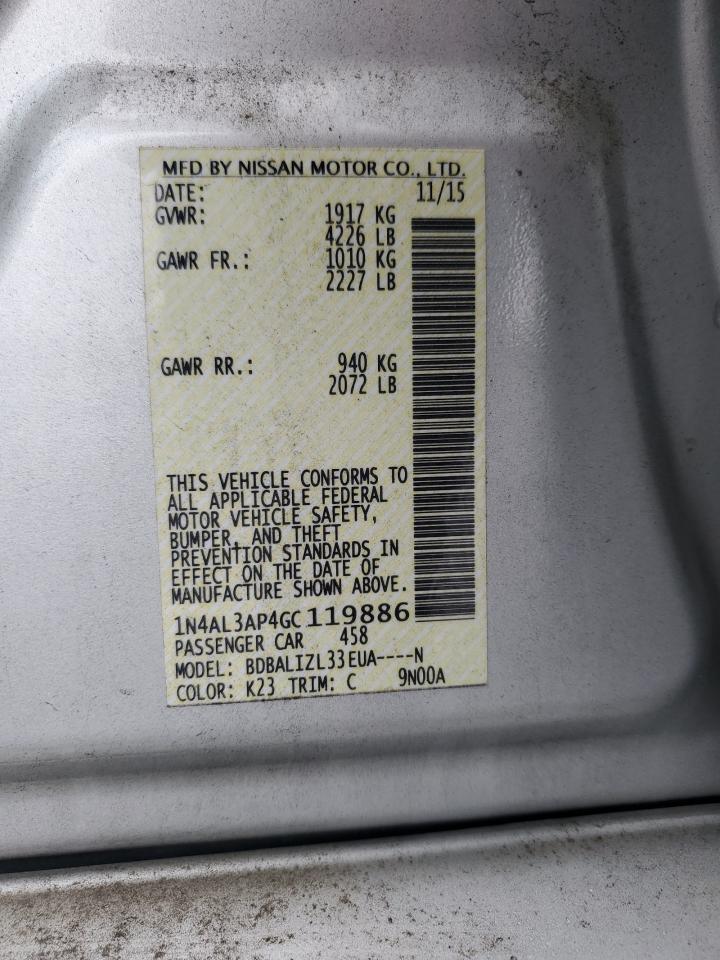 MFD BY NISSAN MOTOR CO., LTD.
DATE: 11/15
GVWR: 1917 KG
4226 LB
GAWR FR.: 1010 KG
2227 LB
GAWR RR.: 940 KG
2072 LB
THIS VEHICLE CONFORMS TO
ALL APPLICABLE FEDERAL
MOTOR VEHICLE SAFETY,
BUMPER, AND THEFT
PREVENTION STANDARDS IN
EFFECT ON THE DATE OF
MANUFACTURE SHOWN ABOVE.
1N4AL3AP4GC119886
PASSENGER CAR 458
MODEL: BDBALIZL33EUA----N
COLOR: K23 TRIM: C 9N00A